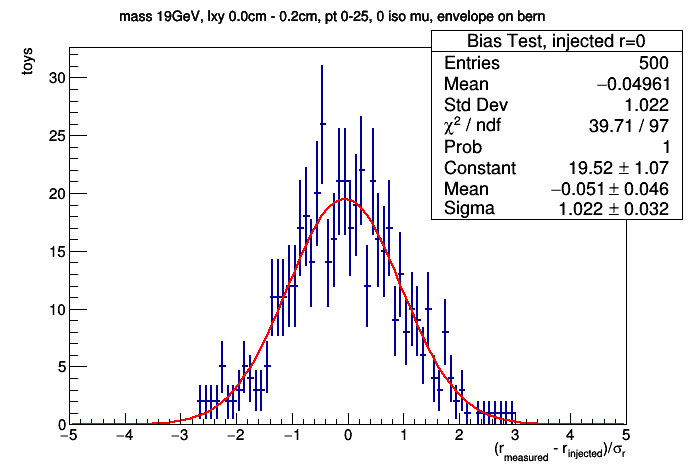 mass 19GeV, lxy 0.0cm - 0.2cm, pt 0-25, 0 iso mu, envelope on bern
Bias Test, injected r=0
Entries 500
Mean −0.04961
Std Dev 1.022
χ² / ndf 39.71 / 97
Prob 1
Constant 19.52 ± 1.07
Mean −0.051 ± 0.046
Sigma 1.022 ± 0.032
toys
30
25
20
15
10
5
0
−5 −4 −3 −2 −1 0 1 2 3 4 5
(r_measured - r_injected)/σ_r